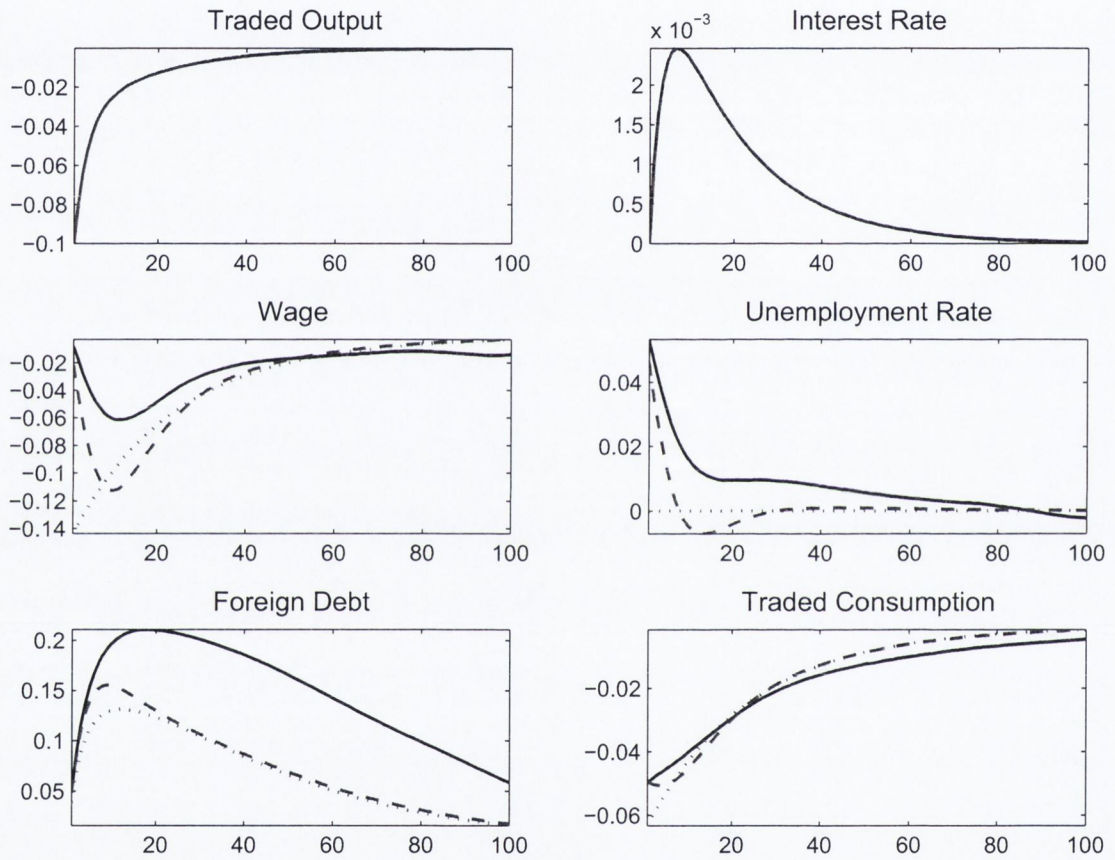 Traded Output
−0.02
−0.04
−0.06
−0.08
−0.1
20 40 60 80 100
Interest Rate
x 10−3
2
1.5
1
0.5
0
20 40 60 80 100
Wage
−0.02
−0.04
−0.06
−0.08
−0.1
−0.12
−0.14
20 40 60 80 100
Unemployment Rate
0.04
0.02
0
20 40 60 80 100
Foreign Debt
0.2
0.15
0.1
0.05
20 40 60 80 100
Traded Consumption
−0.02
−0.04
−0.06
20 40 60 80 100